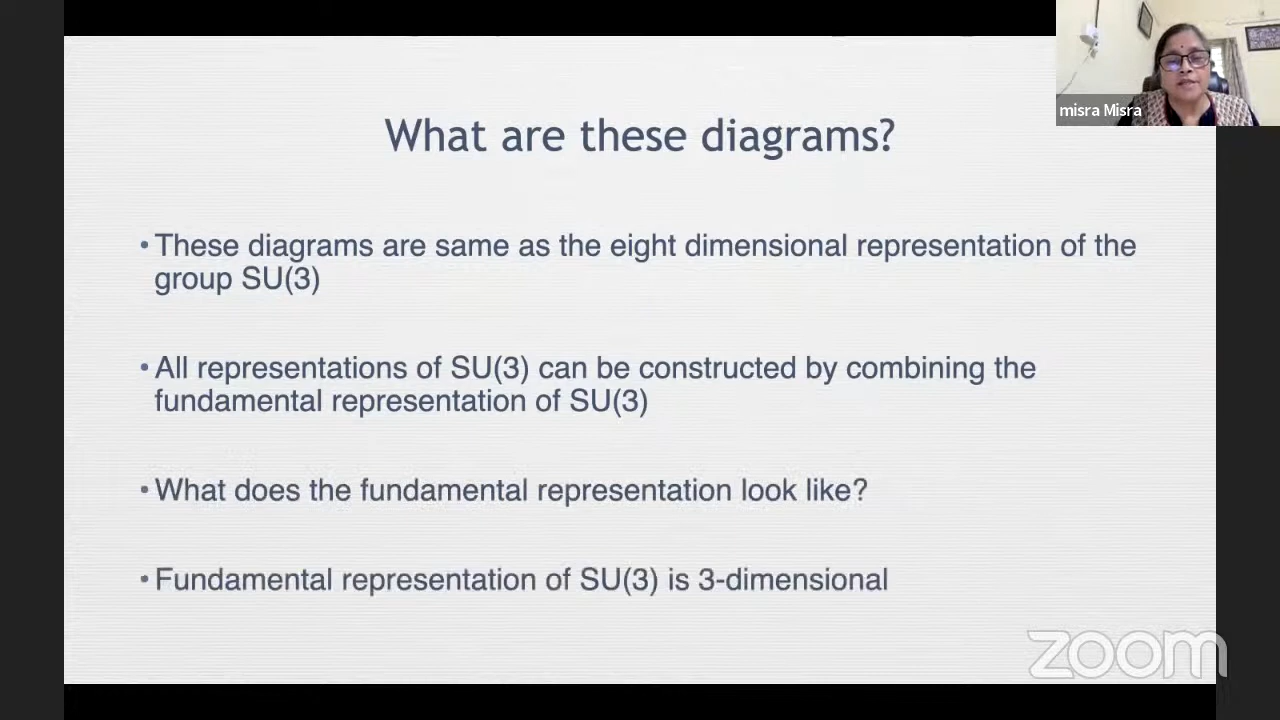 misra Misra
What are these diagrams?
• These diagrams are same as the eight dimensional representation of the
group SU(3)
• All representations of SU(3) can be constructed by combining the
fundamental representation of SU(3)
• What does the fundamental representation look like?
• Fundamental representation of SU(3) is 3-dimensional
zoom